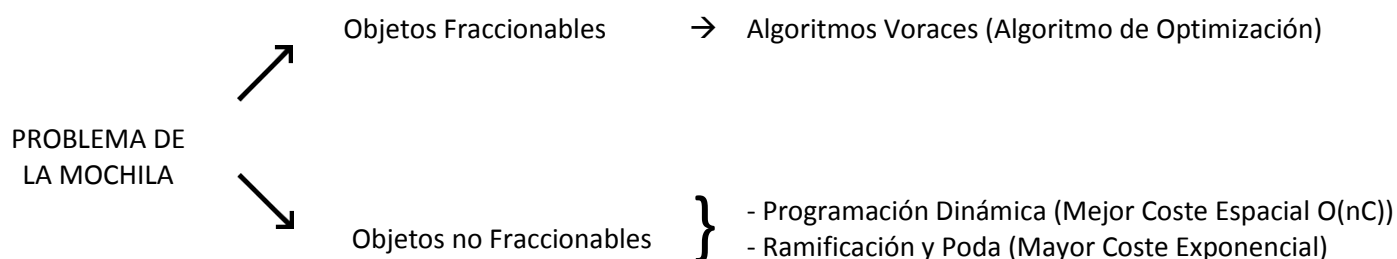 Objetos Fraccionables → Algoritmos Voraces (Algoritmo de Optimización)
PROBLEMA DE
LA MOCHILA
Objetos no Fraccionables } - Programación Dinámica (Mejor Coste Espacial O(nC))
- Ramificación y Poda (Mayor Coste Exponencial)